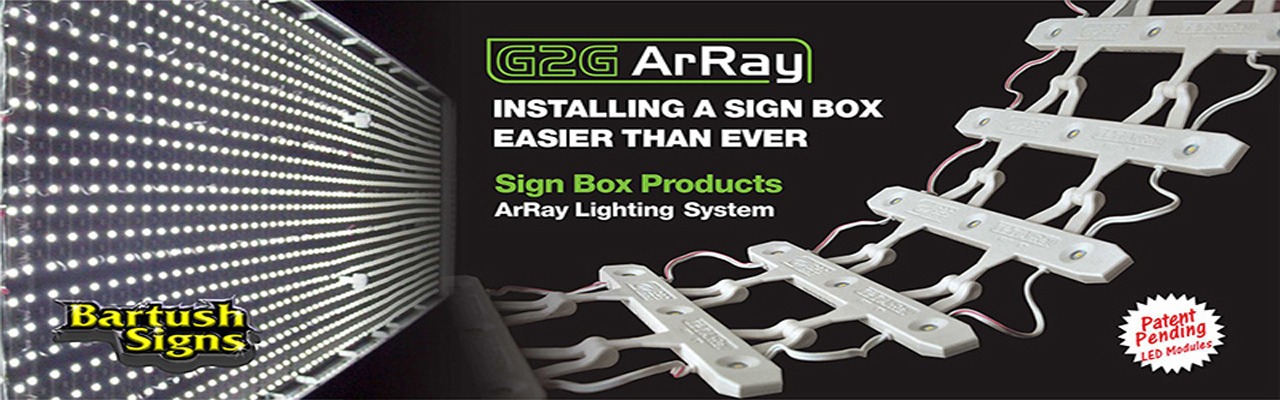 G2G ArRay
INSTALLING A SIGN BOX
EASIER THAN EVER
Sign Box Products
ArRay Lighting System
Bartush
Signs
Patent
Pending
LED Modules